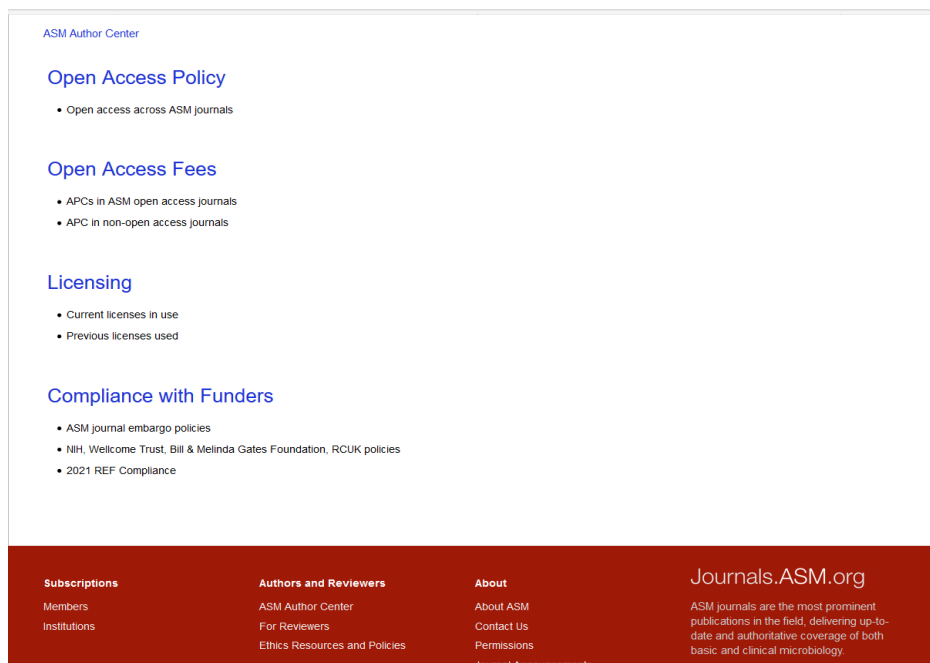 ASM Author Center
Open Access Policy
Open access across ASM journals
Open Access Fees
APCs in ASM open access journals
APC in non-open access journals
Licensing
Current licenses in use
Previous licenses used
Compliance with Funders
ASM journal embargo policies
NIH, Wellcome Trust, Bill & Melinda Gates Foundation, RCUK policies
2021 REF Compliance
Subscriptions
Members
Institutions
Authors and Reviewers
ASM Author Center
For Reviewers
Ethics Resources and Policies
About
About ASM
Contact Us
Permissions
Journals.ASM.org
ASM journals are the most prominent
publications in the field, delivering up-to-
date and authoritative coverage of both
basic and clinical microbiology.